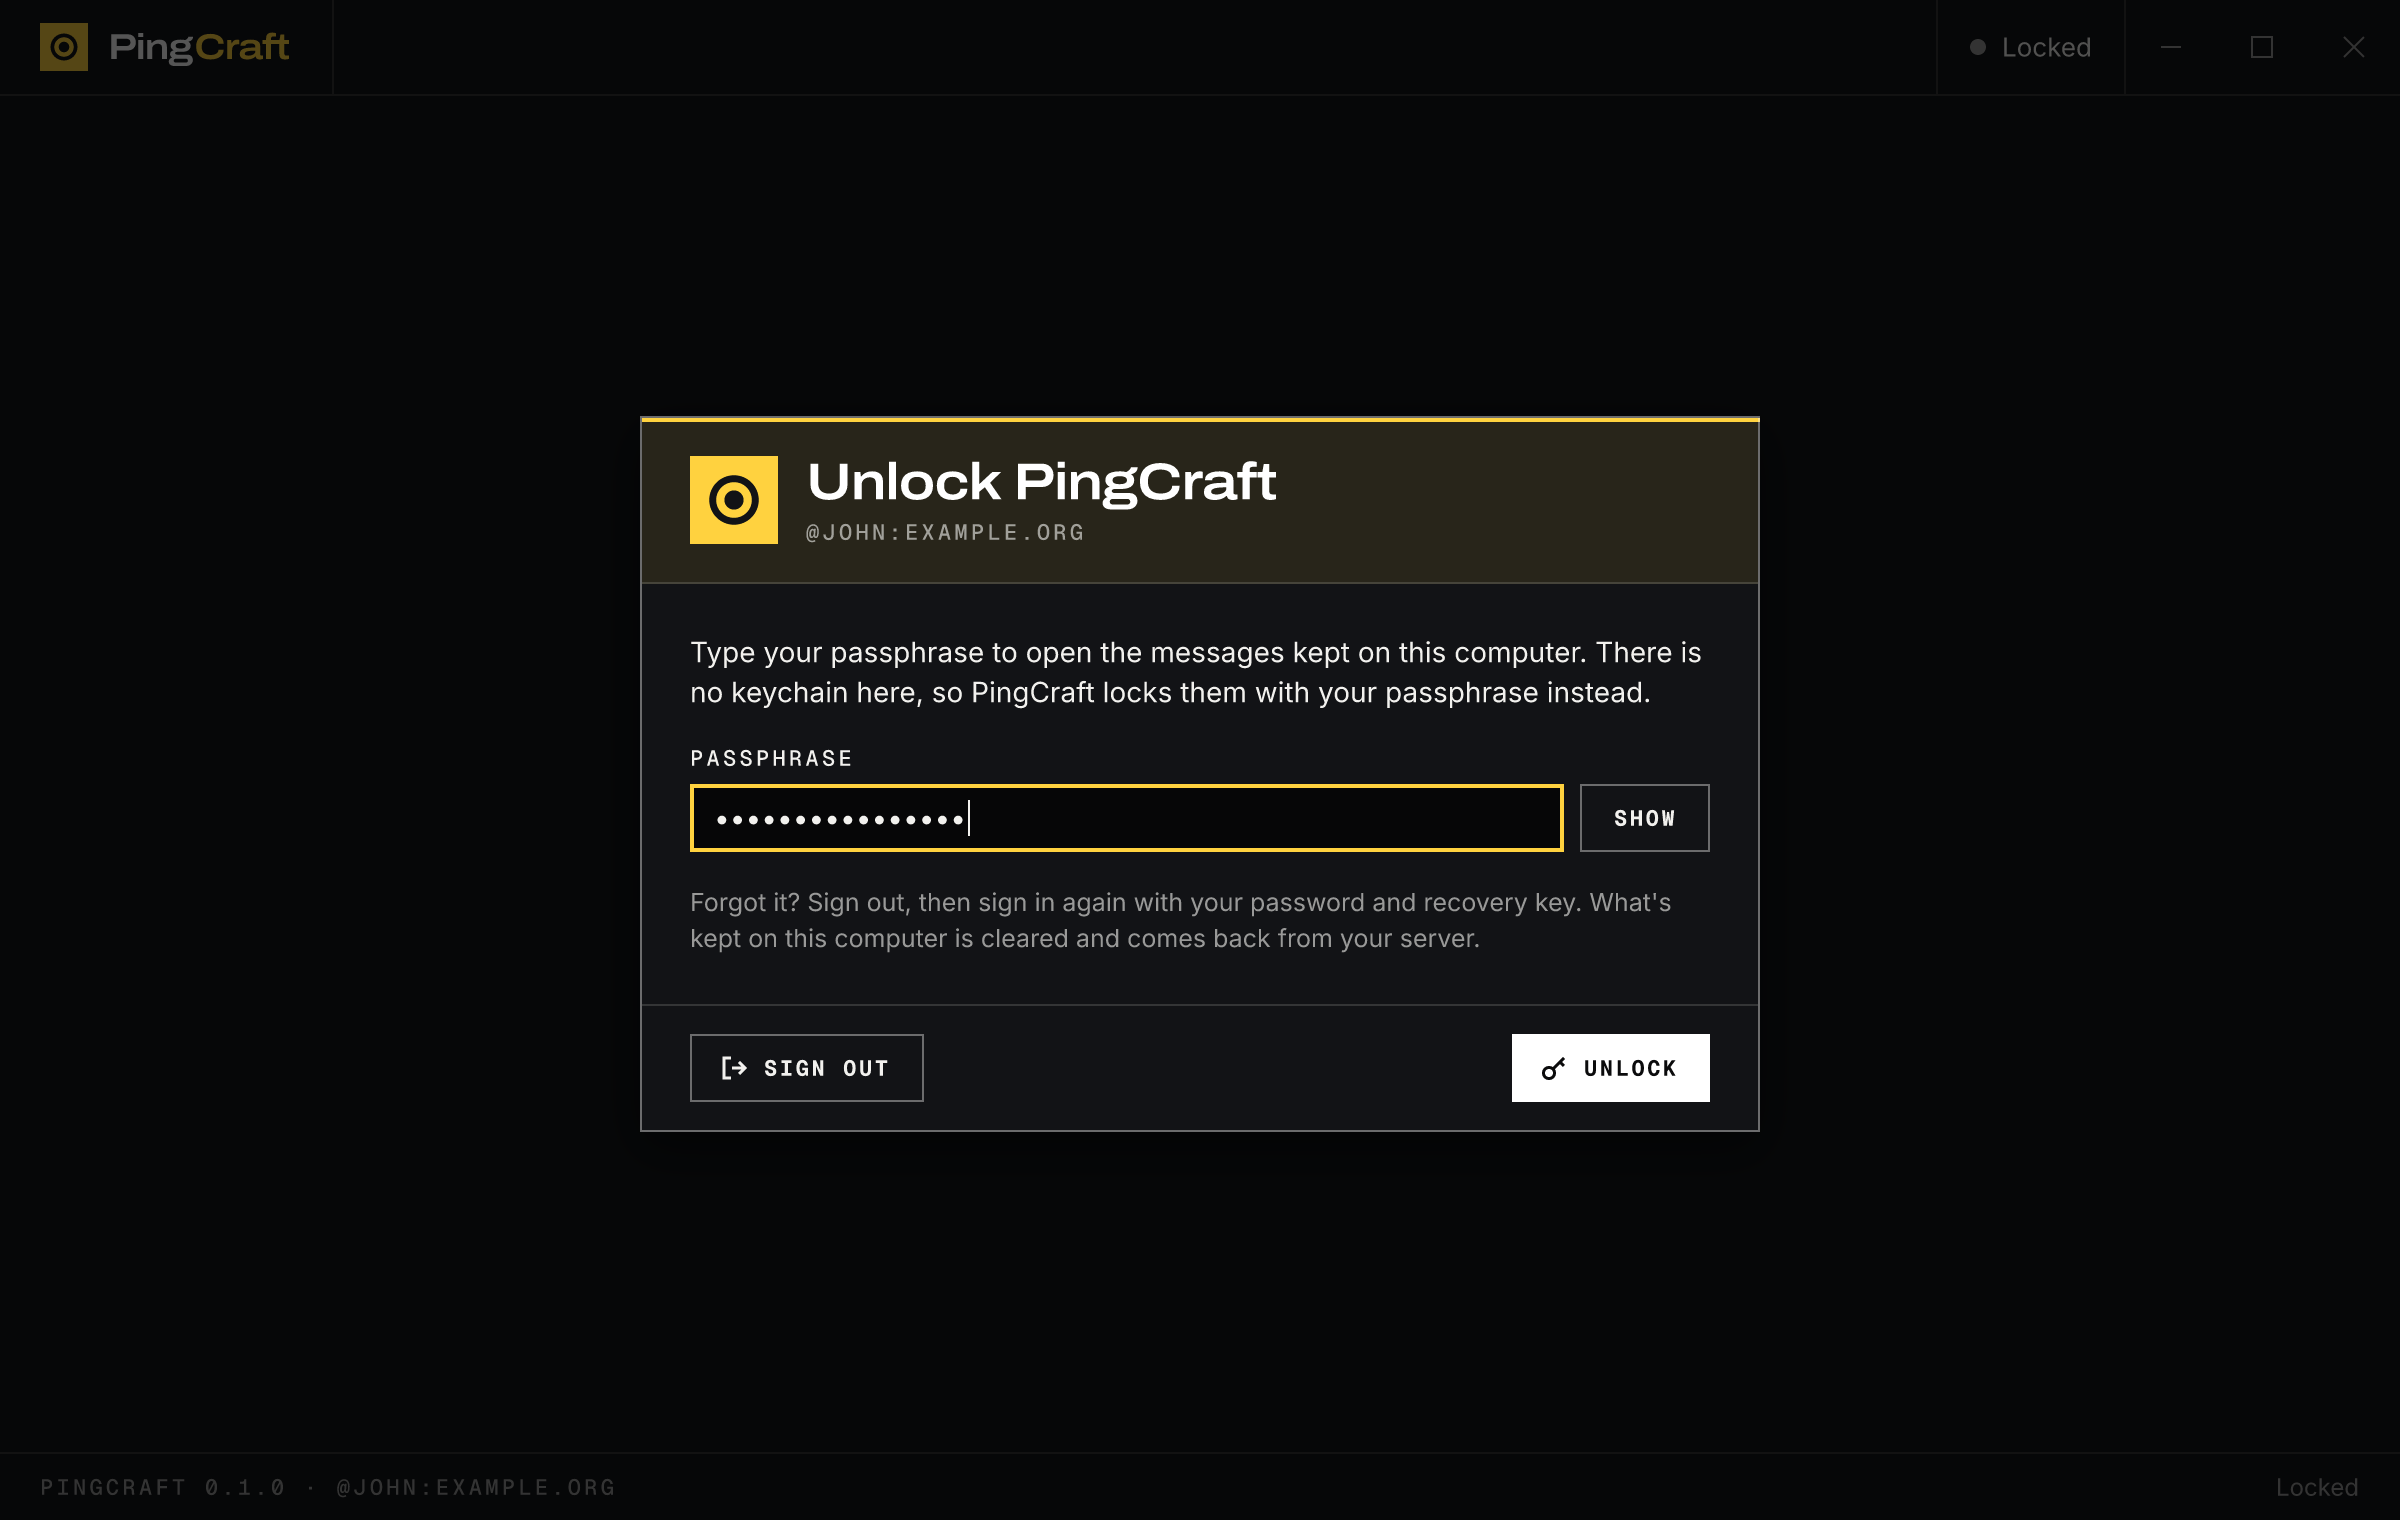 PingCraft
Locked
Unlock PingCraft
@JOHN:EXAMPLE.ORG
Type your passphrase to open the messages kept on this computer. There is
no keychain here, so PingCraft locks them with your passphrase instead.
PASSPHRASE
••••••••••••••••
SHOW
Forgot it? Sign out, then sign in again with your password and recovery key. What's
kept on this computer is cleared and comes back from your server.
SIGN OUT
UNLOCK
PINGCRAFT 0.1.0 · @JOHN:EXAMPLE.ORG
Locked